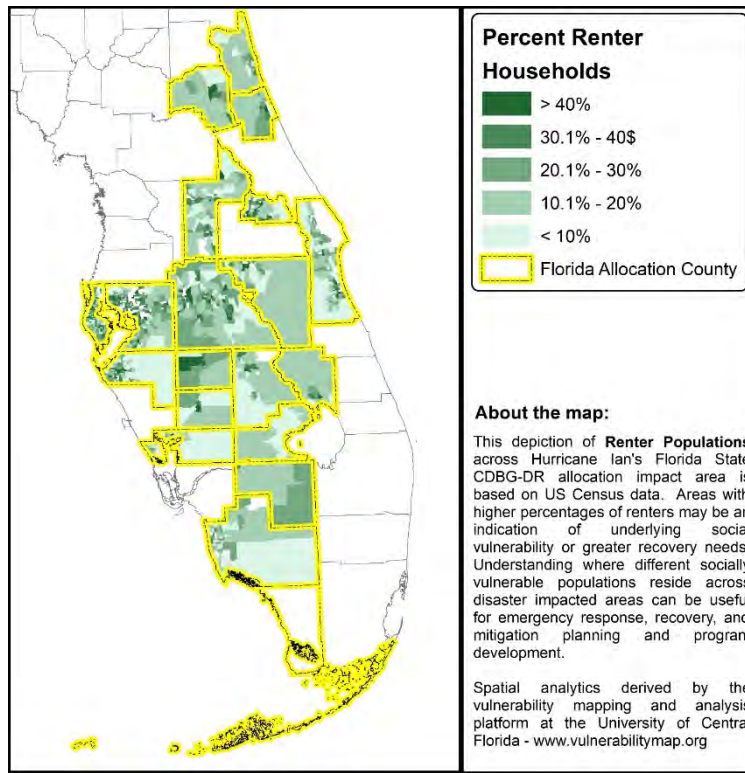 Percent Renter
Households
> 40%
30.1% - 40$
20.1% - 30%
10.1% - 20%
< 10%
Florida Allocation County
About the map:
This depiction of Renter Populations
across Hurricane Ian's Florida State
CDBG-DR allocation impact area is
based on US Census data. Areas with
higher percentages of renters may be an
indication of underlying socia
vulnerability or greater recovery needs
Understanding where different socially
vulnerable populations reside across
disaster impacted areas can be usefu
for emergency response, recovery, and
mitigation planning and program
development.
Spatial analytics derived by the
vulnerability mapping and analysis
platform at the University of Centra
Florida - www.vulnerabilitymap.org